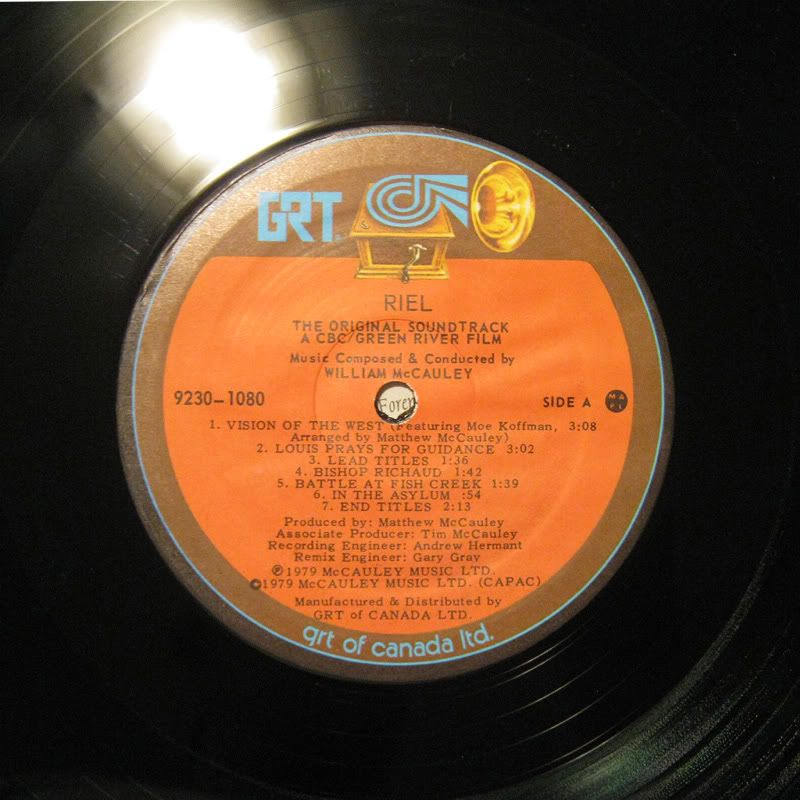 GRT
RIEL
THE ORIGINAL SOUNDTRACK
A CBC/GREEN RIVER FILM
Music Composed & Conducted by
WILLIAM McCAULEY
9230-1080
Foren
SIDE A
MAPL
1. VISION OF THE WEST (Featuring Moe Koffman, 3:08
Arranged by Matthew McCauley)
2. LOUIS PRAYS FOR GUIDANCE 3:02
3. LEAD TITLES 1:36
4. BISHOP RICHAUD 1:42
5. BATTLE AT FISH CREEK 1:39
6. IN THE ASYLUM :54
7. END TITLES 2:13
Produced by: Matthew McCauley
Associate Producer: Tim McCauley
Recording Engineer: Andrew Hermant
Remix Engineer: Gary Gray
℗1979 McCAULEY MUSIC LTD.
©1979 McCAULEY MUSIC LTD. (CAPAC)
Manufactured & Distributed by
GRT of CANADA LTD.
grt of canada ltd.